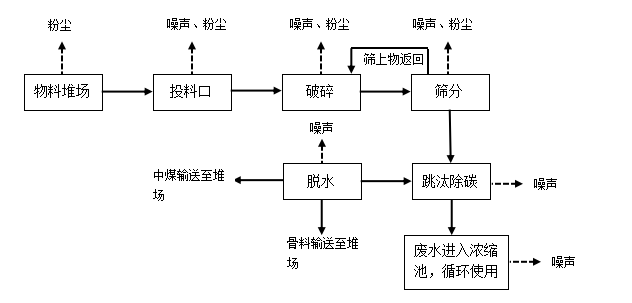 粉尘
噪声、粉尘
噪声、粉尘
噪声、粉尘
筛上物返回
物料堆场
投料口
破碎
筛分
噪声
中煤输送至堆
场
脱水
跳汰除碳
噪声
骨料输送至堆
场
废水进入浓缩
池，循环使用
噪声